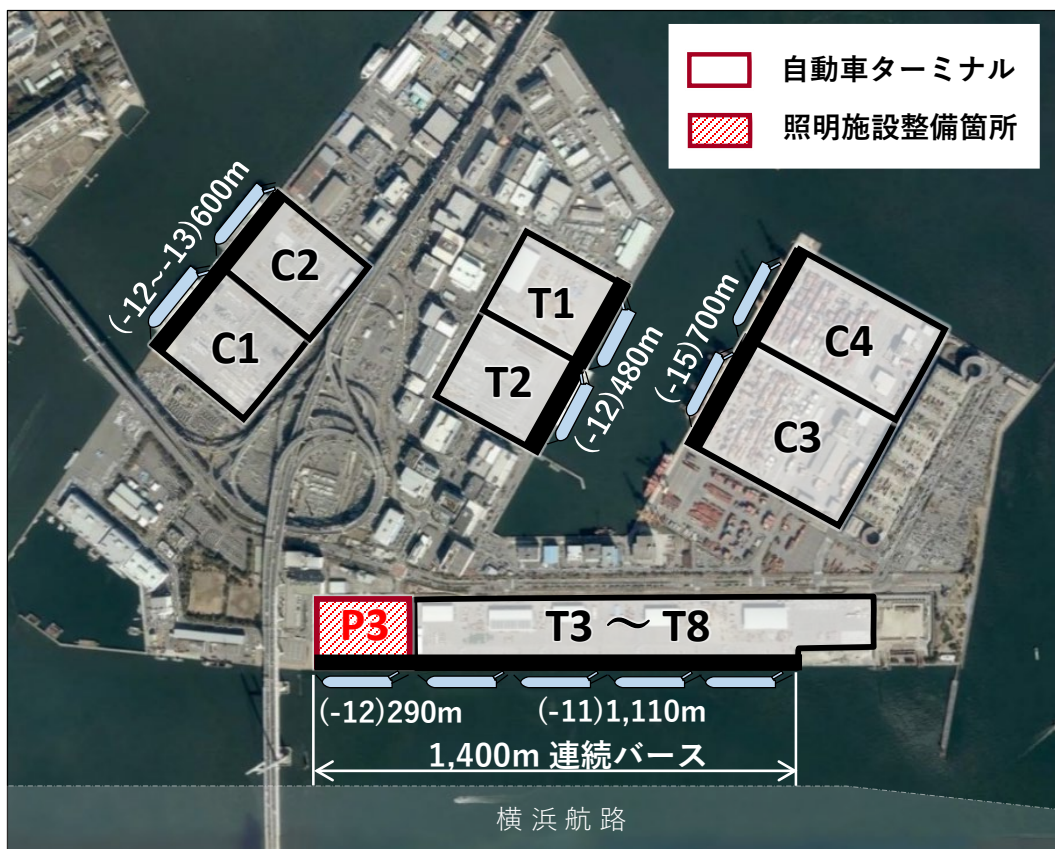 自動車ターミナル
照明施設整備箇所
(-12~-13)600m
C2
C1
T1
T2
(-12)480m
(-15)700m
C4
C3
P3
T3 ～ T8
(-12)290m
(-11)1,110m
1,400m 連続バース
横浜航路